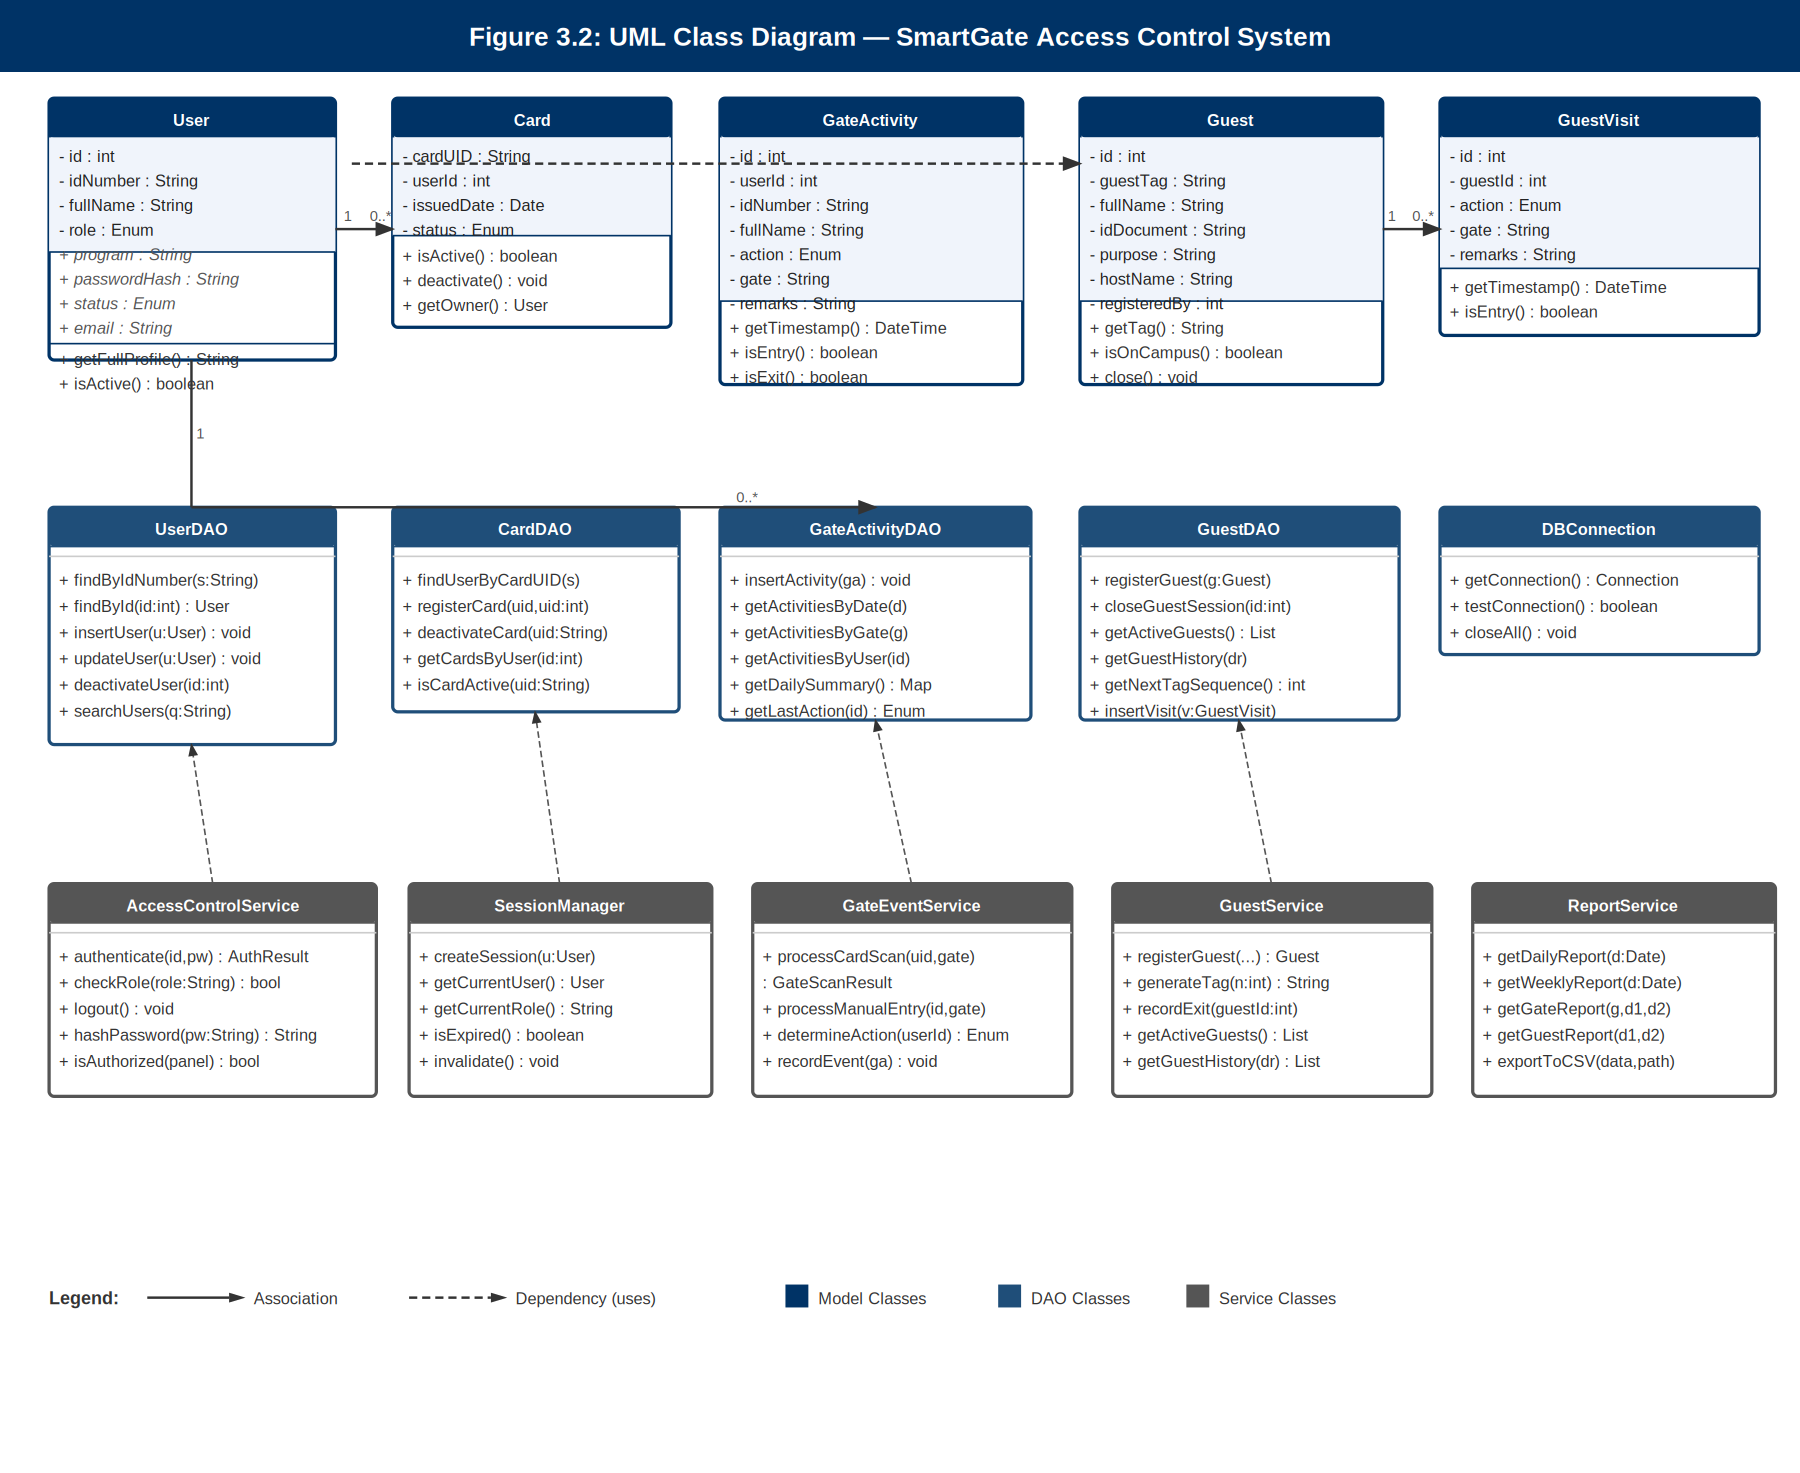 Figure 3.2: UML Class Diagram — SmartGate Access Control System
User
- id : int
- idNumber : String
- fullName : String
- role : Enum
+ program : String
+ passwordHash : String
+ status : Enum
+ email : String
+ getFullProfile() : String
+ isActive() : boolean
1
0..*
Card
- cardUID : String
- userId : int
- issuedDate : Date
- status : Enum
+ isActive() : boolean
+ deactivate() : void
+ getOwner() : User
GateActivity
- id : int
- userId : int
- idNumber : String
- fullName : String
- action : Enum
- gate : String
- remarks : String
+ getTimestamp() : DateTime
+ isEntry() : boolean
+ isExit() : boolean
Guest
- id : int
- guestTag : String
- fullName : String
- idDocument : String
- purpose : String
- hostName : String
- registeredBy : int
+ getTag() : String
+ isOnCampus() : boolean
+ close() : void
1
0..*
GuestVisit
- id : int
- guestId : int
- action : Enum
- gate : String
- remarks : String
+ getTimestamp() : DateTime
+ isEntry() : boolean
1
0..*
UserDAO
+ findByIdNumber(s:String)
+ findById(id:int) : User
+ insertUser(u:User) : void
+ updateUser(u:User) : void
+ deactivateUser(id:int)
+ searchUsers(q:String)
CardDAO
+ findUserByCardUID(s)
+ registerCard(uid,uid:int)
+ deactivateCard(uid:String)
+ getCardsByUser(id:int)
+ isCardActive(uid:String)
GateActivityDAO
+ insertActivity(ga) : void
+ getActivitiesByDate(d)
+ getActivitiesByGate(g)
+ getActivitiesByUser(id)
+ getDailySummary() : Map
+ getLastAction(id) : Enum
GuestDAO
+ registerGuest(g:Guest)
+ closeGuestSession(id:int)
+ getActiveGuests() : List
+ getGuestHistory(dr)
+ getNextTagSequence() : int
+ insertVisit(v:GuestVisit)
DBConnection
+ getConnection() : Connection
+ testConnection() : boolean
+ closeAll() : void
AccessControlService
+ authenticate(id,pw) : AuthResult
+ checkRole(role:String) : bool
+ logout() : void
+ hashPassword(pw:String) : String
+ isAuthorized(panel) : bool
SessionManager
+ createSession(u:User)
+ getCurrentUser() : User
+ getCurrentRole() : String
+ isExpired() : boolean
+ invalidate() : void
GateEventService
+ processCardScan(uid,gate)
: GateScanResult
+ processManualEntry(id,gate)
+ determineAction(userId) : Enum
+ recordEvent(ga) : void
GuestService
+ registerGuest(...) : Guest
+ generateTag(n:int) : String
+ recordExit(guestId:int)
+ getActiveGuests() : List
+ getGuestHistory(dr) : List
ReportService
+ getDailyReport(d:Date)
+ getWeeklyReport(d:Date)
+ getGateReport(g,d1,d2)
+ getGuestReport(d1,d2)
+ exportToCSV(data,path)
Legend:
Association
Dependency (uses)
Model Classes
DAO Classes
Service Classes